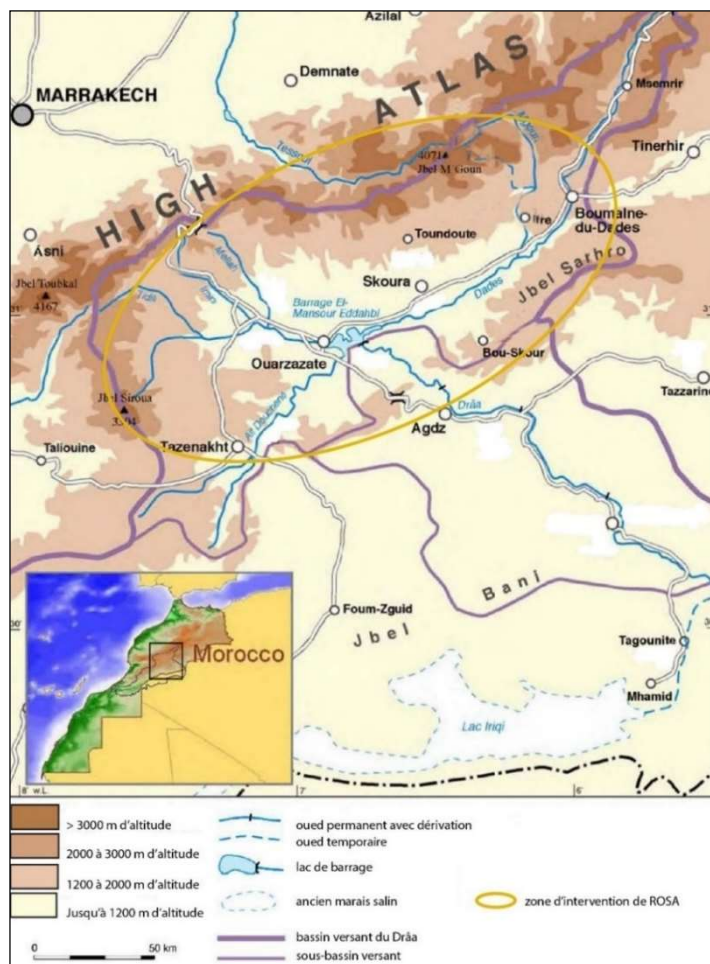 Azilal
Demnate
MARRAKECH
HIGH ATLAS
Msemrir
Tessout
4071
Jbel M Goun
Tinerhir
Boumalne-du-Dades
Toundoute
Asni
Skoura
Jbel Sarhro
Dades
Jbel Toubkal
4167
Barrage El-Mansour Eddahbi
Ouarzazate
Bou-Skour
Tazzarine
Jbel Siroua
Drâa
Agdz
Taliouine
Tazenakht
Foum-Zguid
Jbel Bani
Morocco
Tagounite
Mhamid
Lac Iriqi
8° w.L.
7°
6°
> 3000 m d'altitude
2000 à 3000 m d'altitude
1200 à 2000 m d'altitude
Jusqu'à 1200 m d'altitude
0 50 km
oued permanent avec dérivation
oued temporaire
lac de barrage
ancien marais salin
bassin versant du Drâa
sous-bassin versant
zone d'intervention de ROSA